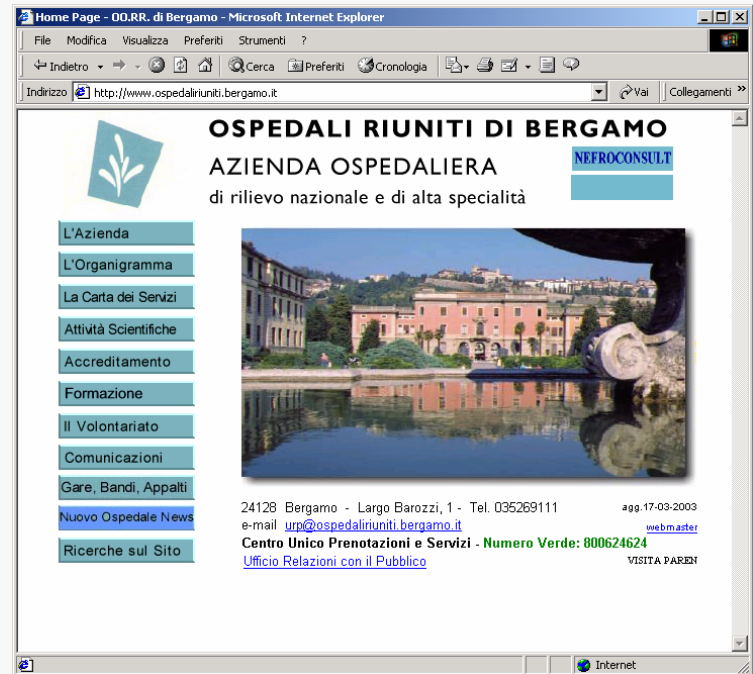 Home Page - OO.RR. di Bergamo - Microsoft Internet Explorer
File Modifica Visualizza Preferiti Strumenti ?
Indietro Cerca Preferiti Cronologia
Indirizzo http://www.ospedaliriuniti.bergamo.it Vai Collegamenti »
OSPEDALI RIUNITI DI BERGAMO
AZIENDA OSPEDALIERA
NEFROCONSULT
di rilievo nazionale e di alta specialità
L'Azienda
L'Organigramma
La Carta dei Servizi
Attività Scientifiche
Accreditamento
Formazione
Il Volontariato
Comunicazioni
Gare, Bandi, Appalti
Nuovo Ospedale News
Ricerche sul Sito
24128 Bergamo - Largo Barozzi, 1 - Tel. 035269111
agg.17-03-2003
e-mail urp@ospedaliriuniti.bergamo.it
webmaster
Centro Unico Prenotazioni e Servizi - Numero Verde: 800624624
Ufficio Relazioni con il Pubblico
VISITA PAREN
Internet